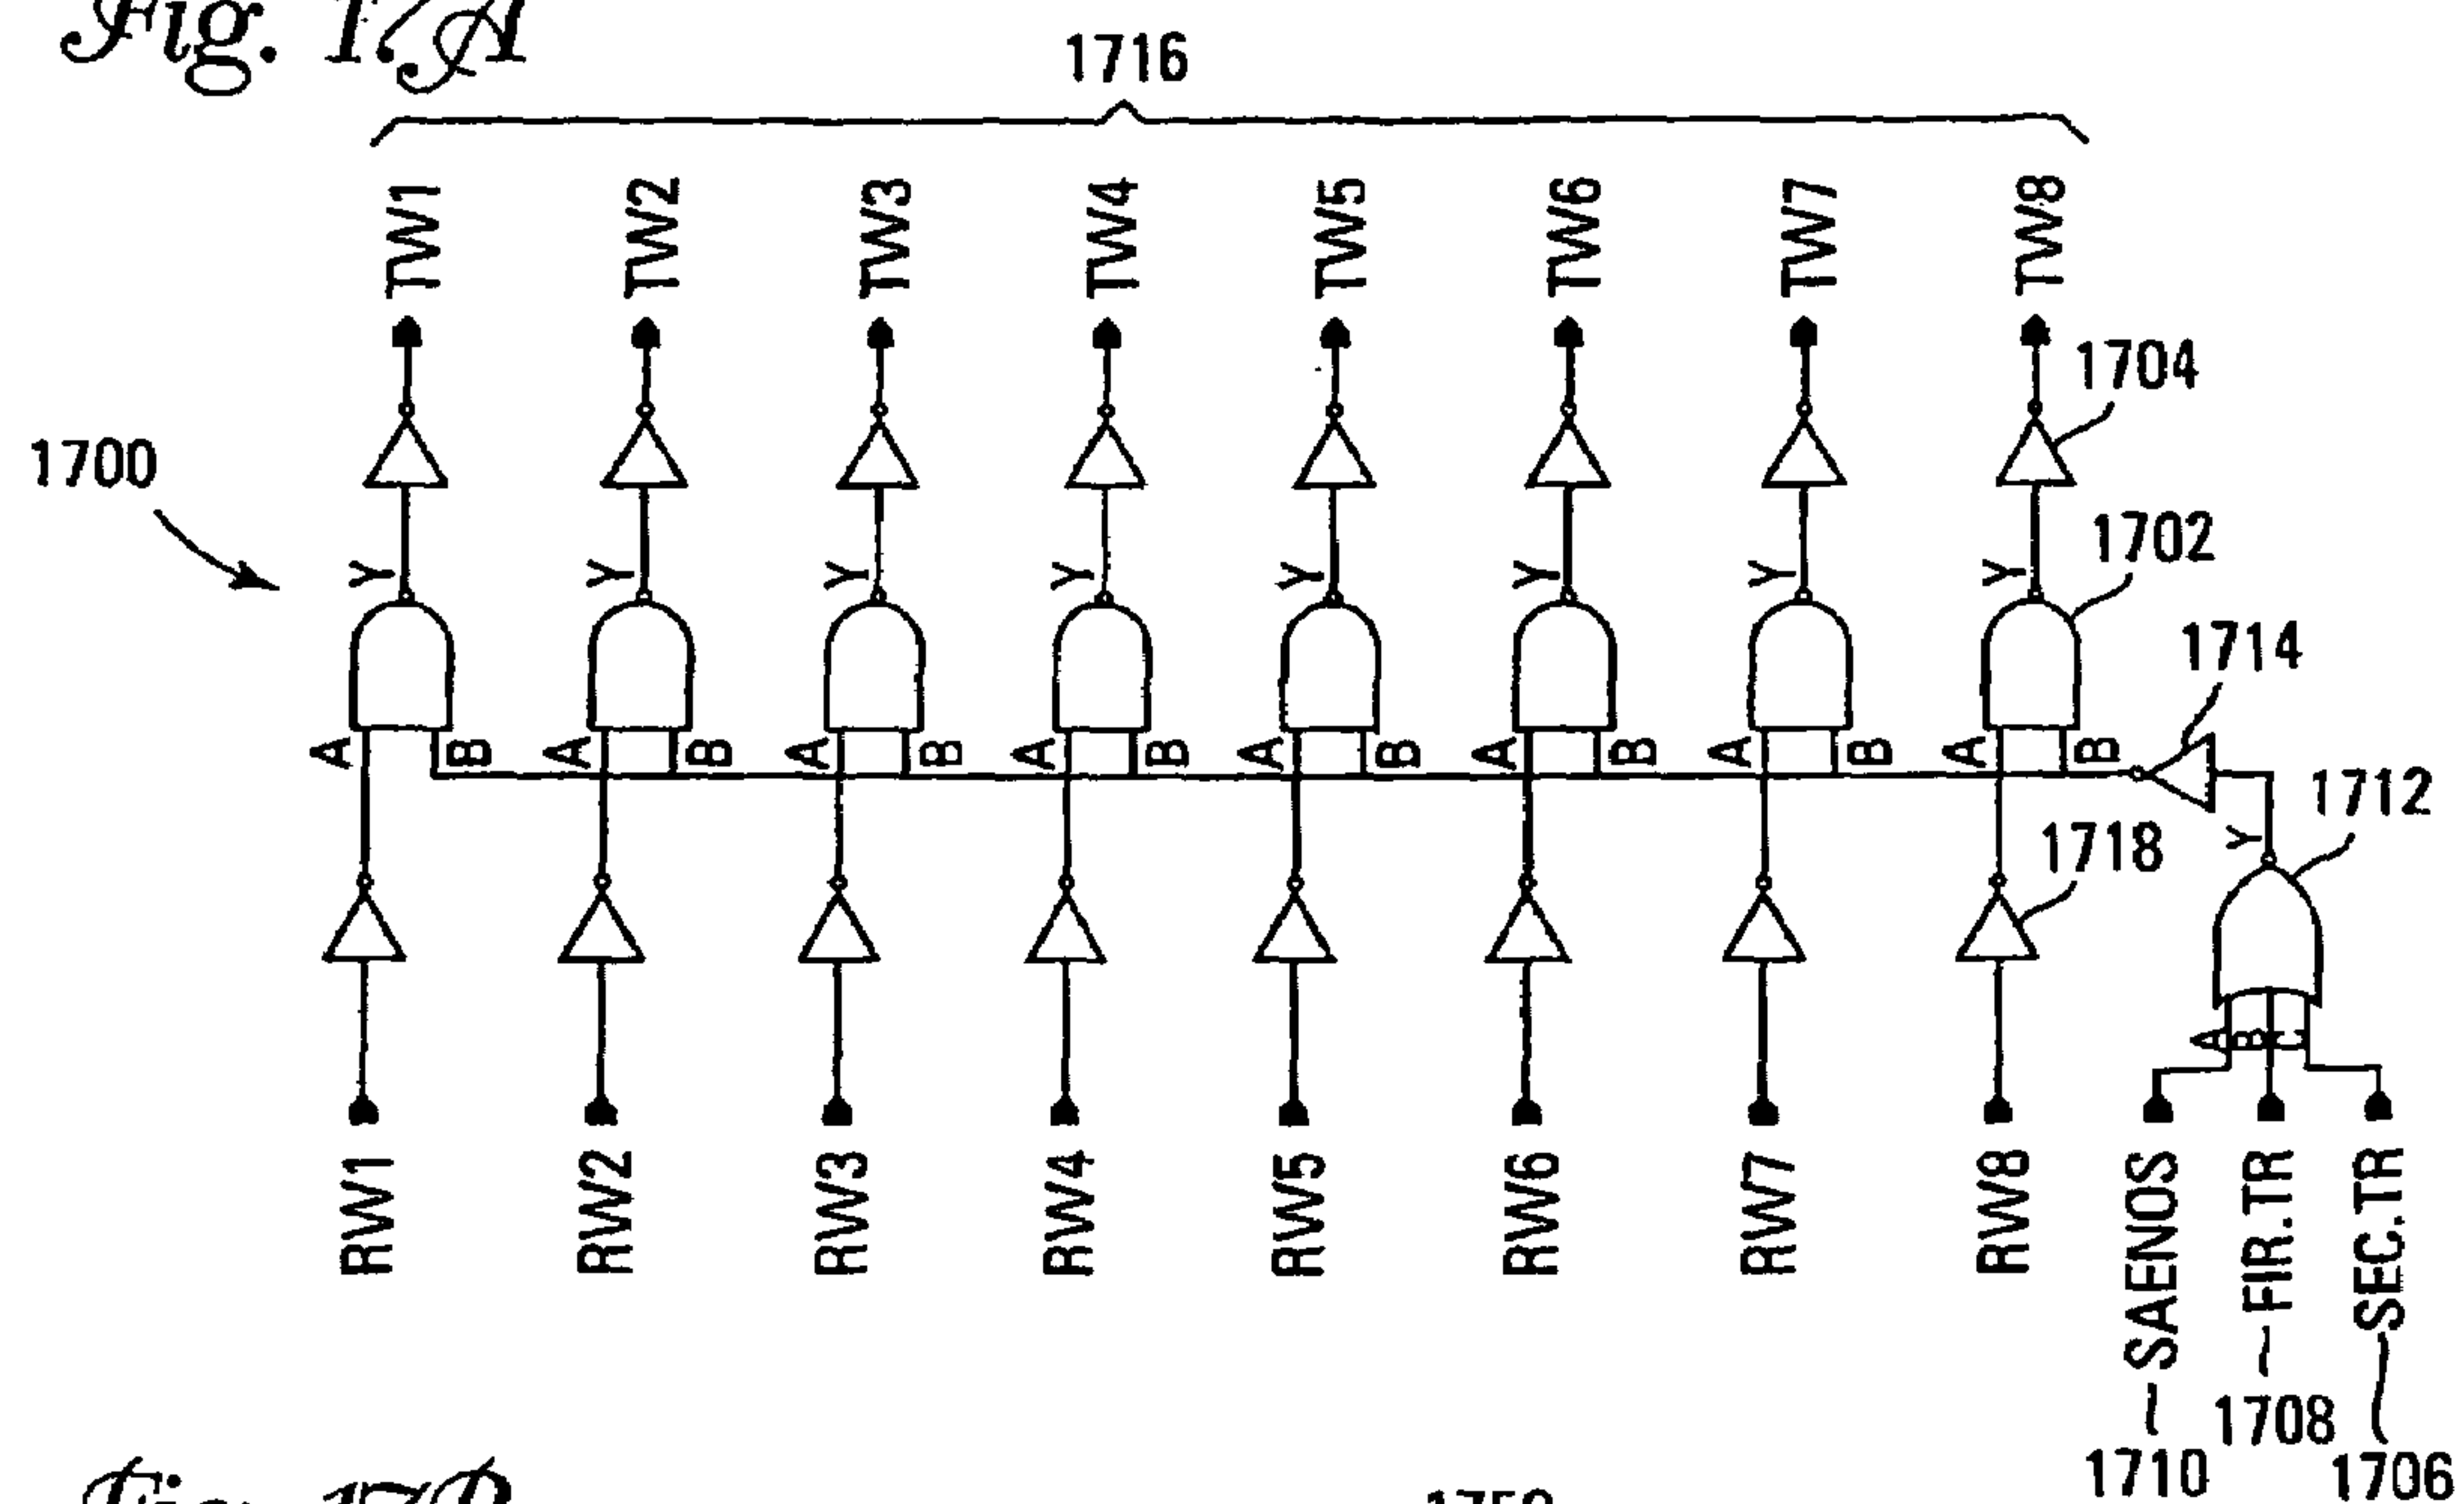 Fig. 17A
1716
TW1 TW2 TW3 TW4 TW5 TW6 TW7 TW8
1704
1700
1702
Y Y Y Y Y Y Y Y
1714
A B A B A B A B A B A B A B A B
1712
1718
Y
A B C
RW1 RW2 RW3 RW4 RW5 RW6 RW7 RW8 SAENOS FIR.TR SEC.TR
1708
1710 1706
Fig. 17B